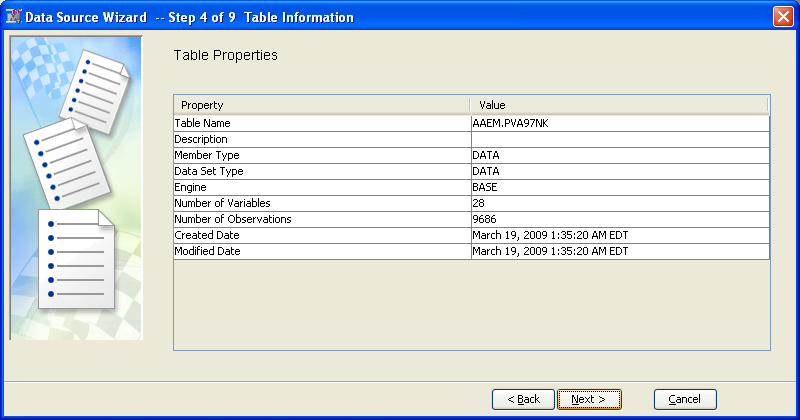 Data Source Wizard -- Step 4 of 9 Table Information
Table Properties
Property Value
Table Name AAEM.PVA97NK
Description
Member Type DATA
Data Set Type DATA
Engine BASE
Number of Variables 28
Number of Observations 9686
Created Date March 19, 2009 1:35:20 AM EDT
Modified Date March 19, 2009 1:35:20 AM EDT
< Back Next > Cancel